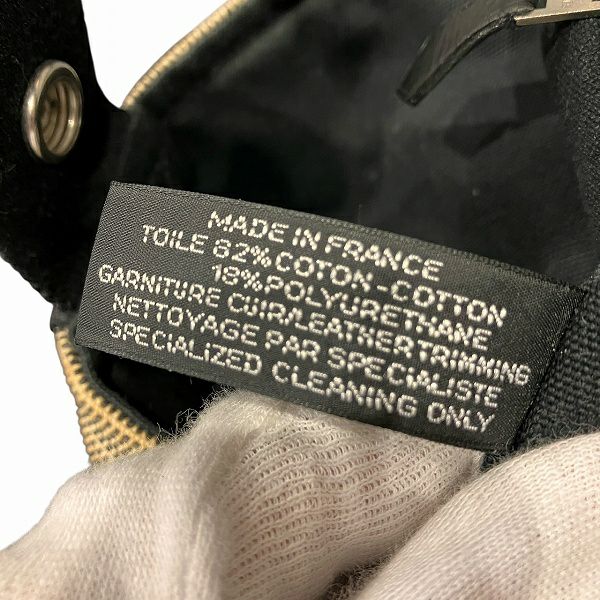 MADE IN FRANCE
TOILE 82% COTON-COTTON
18% POLYURETHANE
GARNITURE CUIR/LEATHER TRIMMING
NETTOYAGE PAR SPECIALISTE
SPECIALIZED CLEANING ONLY